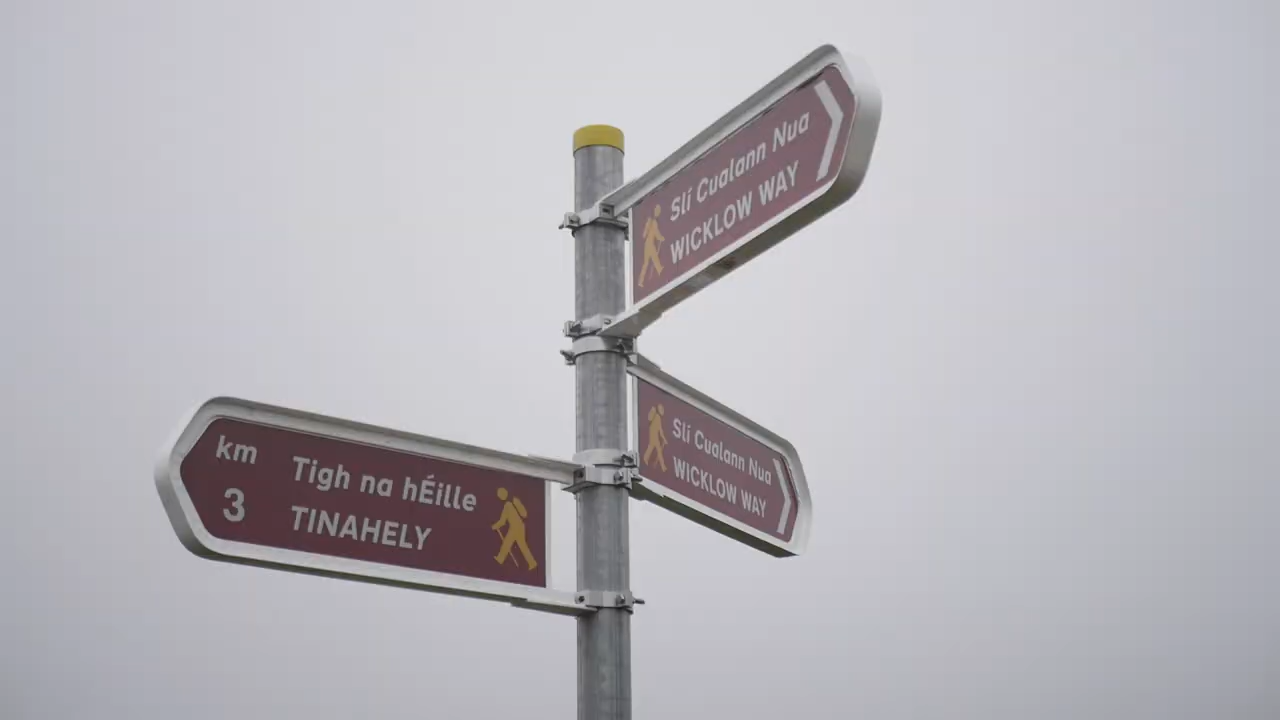 Slí Cualann Nua
WICKLOW WAY
Slí Cualann Nua
WICKLOW WAY
km
3
Tigh na hÉille
TINAHELY